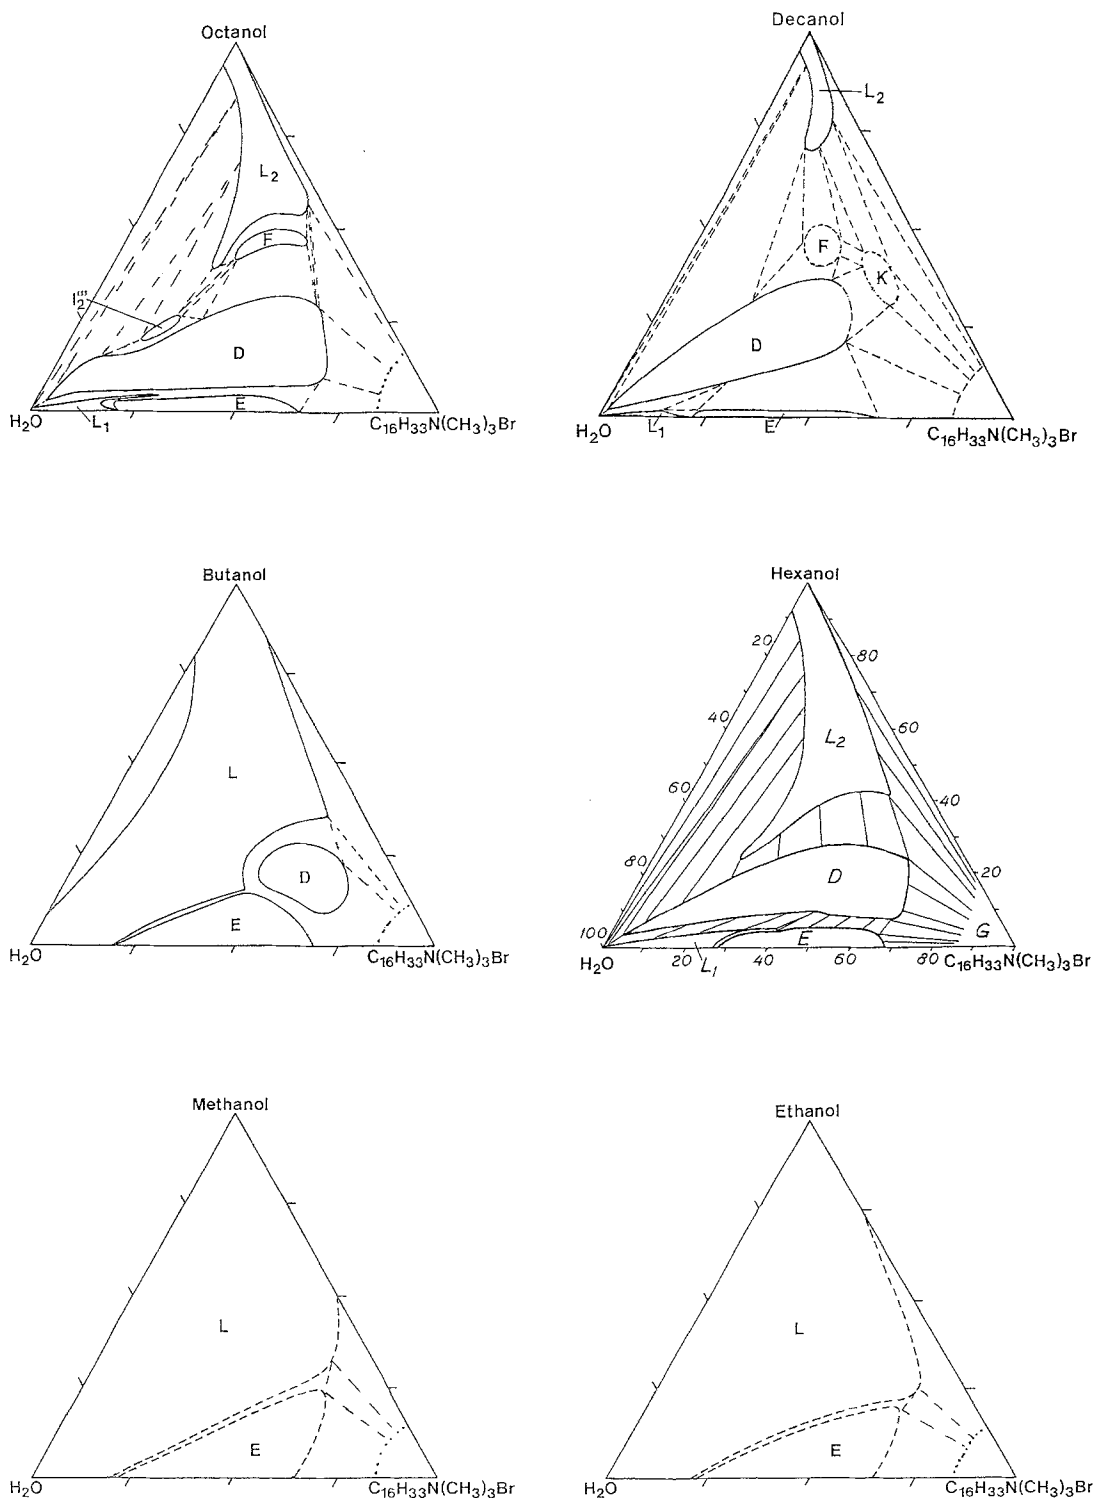 Octanol
L₂
F
I₂'''
D
E
H₂O
L₁
C₁₆H₃₃N(CH₃)₃Br
Decanol
L₂
F
K
D
H₂O
L₁
E
C₁₆H₃₃N(CH₃)₃Br
Butanol
L
D
E
H₂O
C₁₆H₃₃N(CH₃)₃Br
Hexanol
20
80
40
L₂
60
60
40
80
D
20
100
E
G
H₂O
20
L₁
40
60
80
C₁₆H₃₃N(CH₃)₃Br
Methanol
L
E
H₂O
C₁₆H₃₃N(CH₃)₃Br
Ethanol
L
E
H₂O
C₁₆H₃₃N(CH₃)₃Br